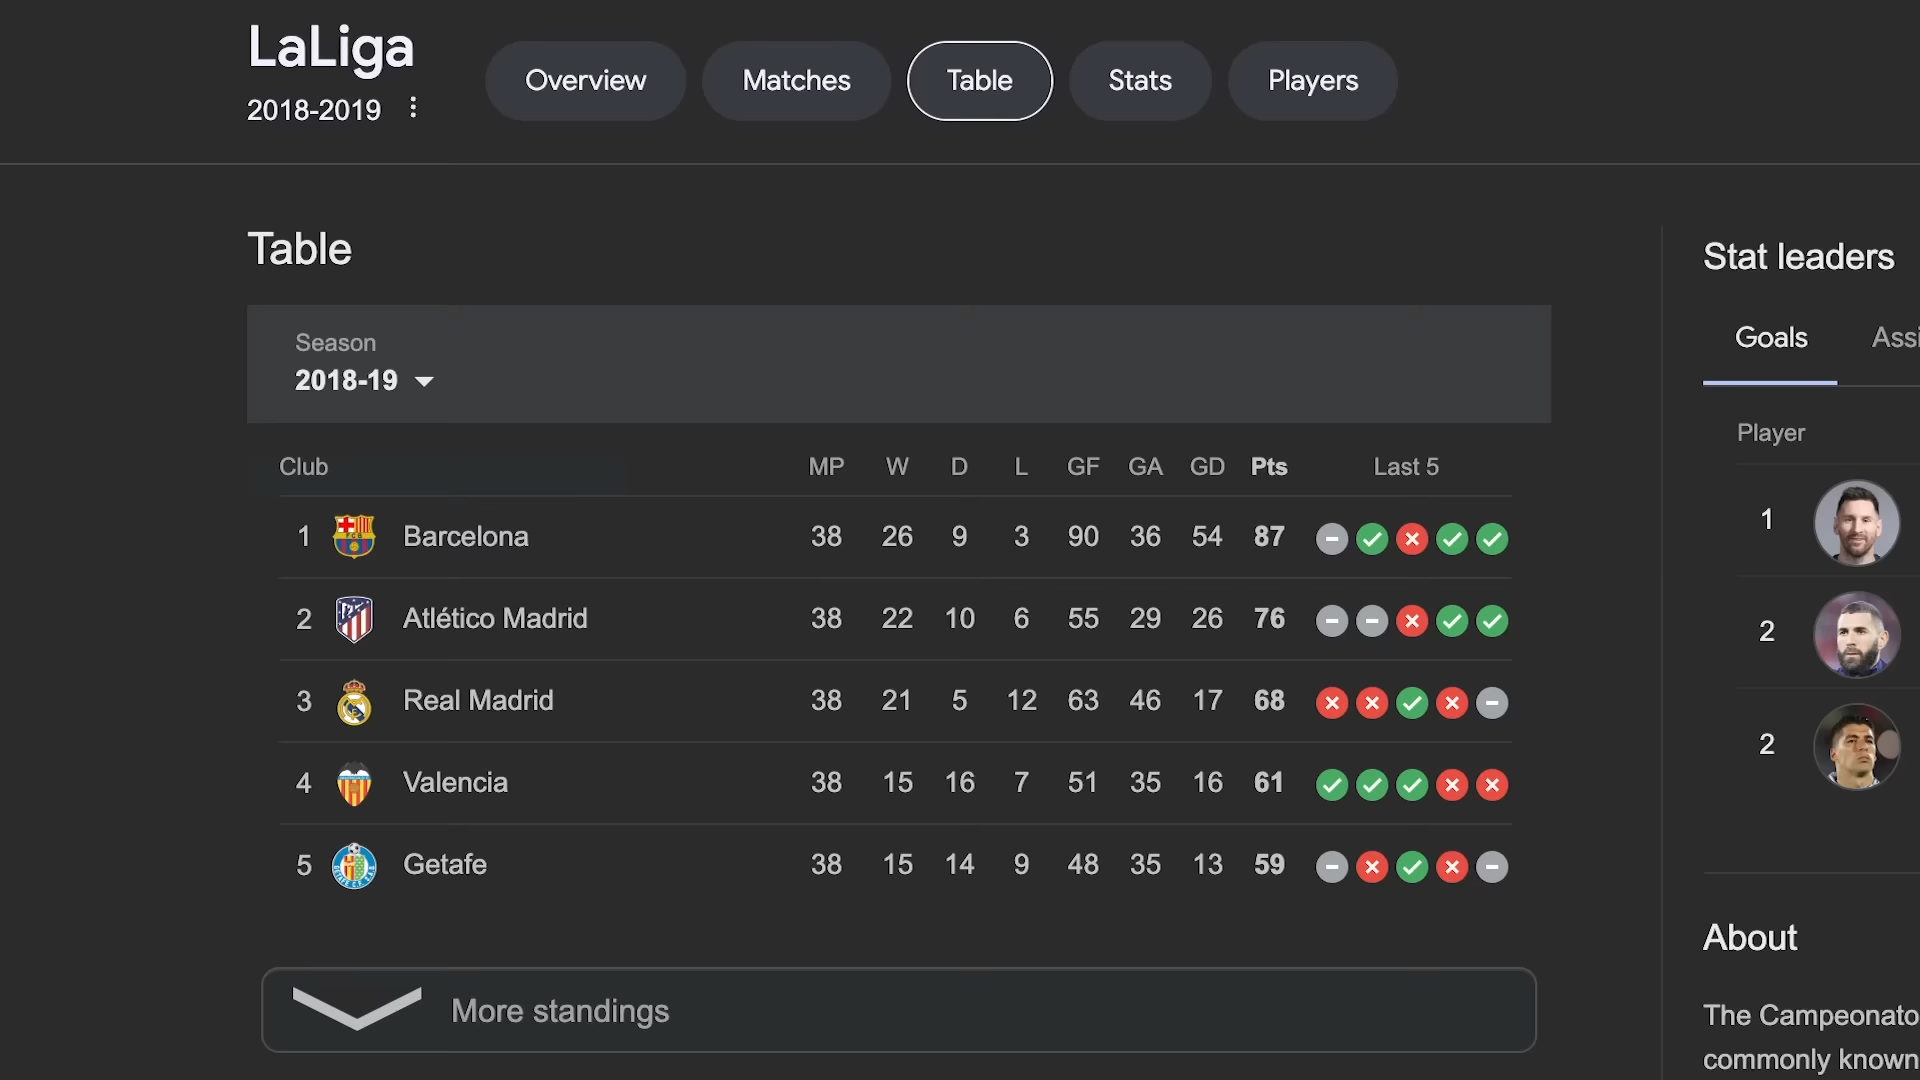 LaLiga
2018-2019
Overview
Matches
Table
Stats
Players
Table
Season
2018-19
Club MP W D L GF GA GD Pts Last 5
1 Barcelona 38 26 9 3 90 36 54 87
2 Atlético Madrid 38 22 10 6 55 29 26 76
3 Real Madrid 38 21 5 12 63 46 17 68
4 Valencia 38 15 16 7 51 35 16 61
5 Getafe 38 15 14 9 48 35 13 59
More standings
Stat leaders
Goals Assi
Player
1
2
2
About
The Campeonato
commonly known